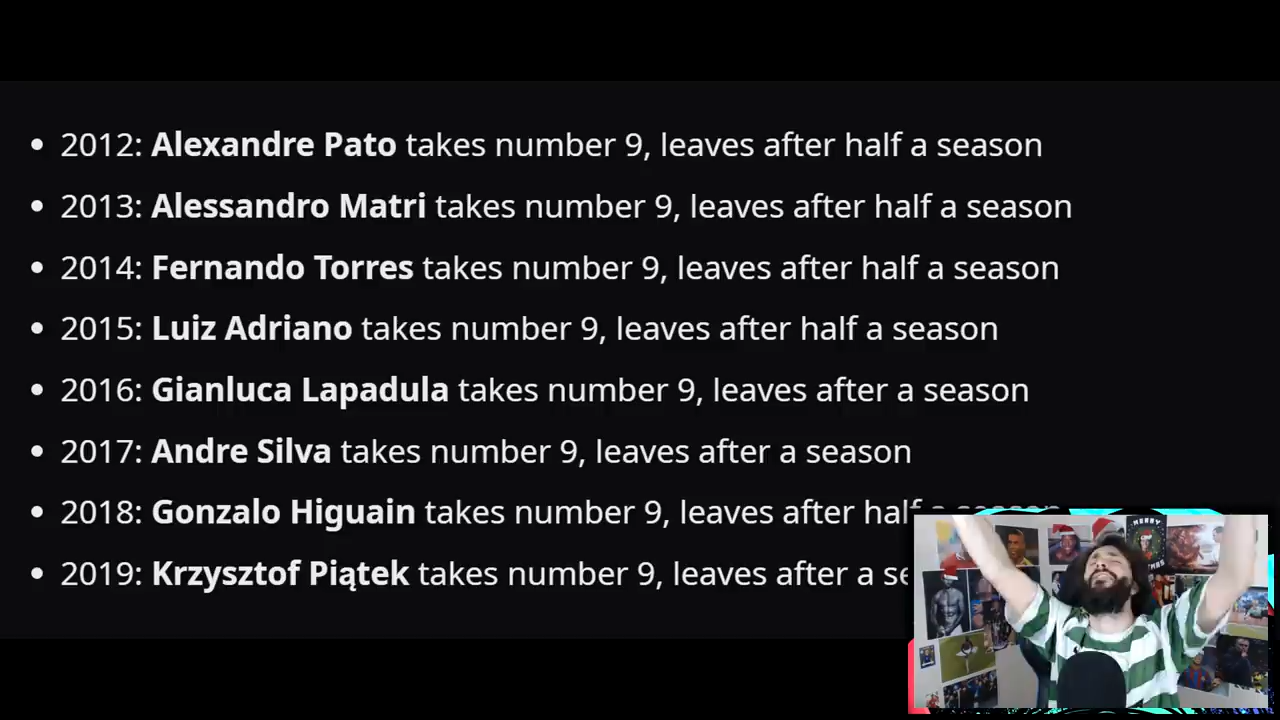 • 2012: Alexandre Pato takes number 9, leaves after half a season
• 2013: Alessandro Matri takes number 9, leaves after half a season
• 2014: Fernando Torres takes number 9, leaves after half a season
• 2015: Luiz Adriano takes number 9, leaves after half a season
• 2016: Gianluca Lapadula takes number 9, leaves after a season
• 2017: Andre Silva takes number 9, leaves after a season
• 2018: Gonzalo Higuain takes number 9, leaves after half a season
• 2019: Krzysztof Piątek takes number 9, leaves after a se
MERRY